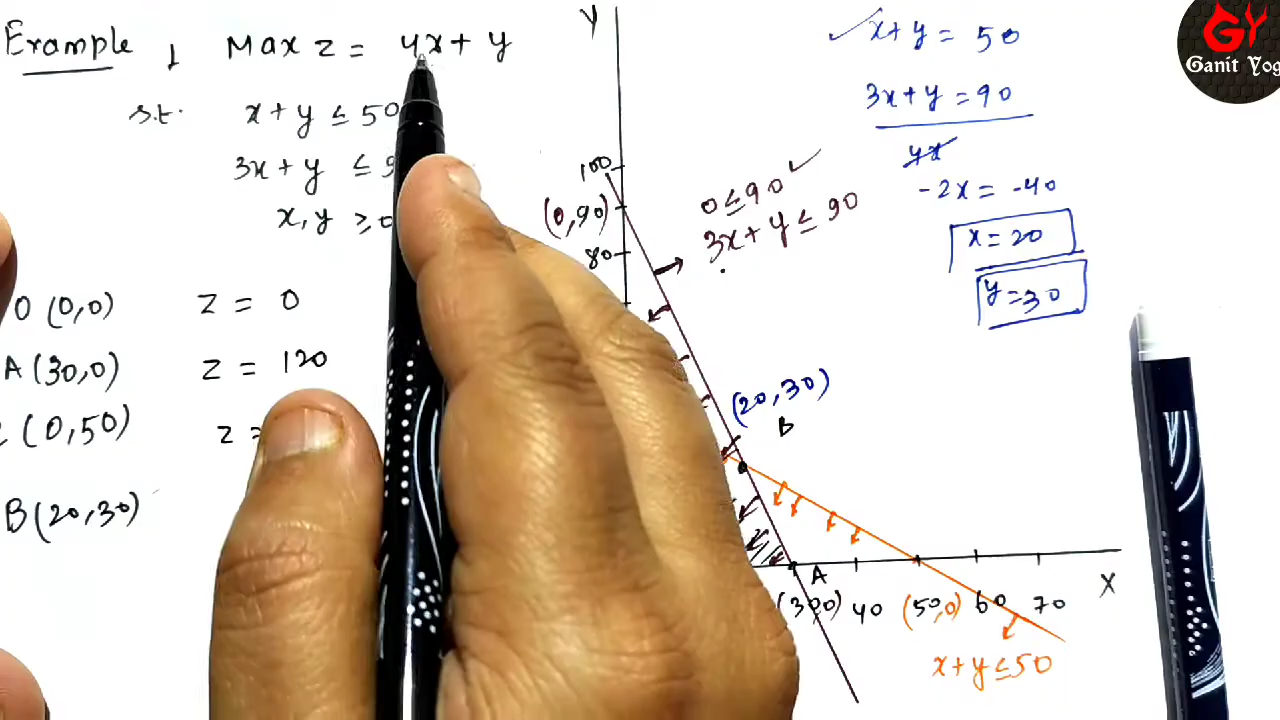 Example 1 Max z = 4x + y
s.t. x + y ≤ 50
3x + y ≤ 9
x, y ≥ 0
O (0,0) z = 0
A (30,0) z = 120
(0,50) z =
B (20,30)
Y
100
(0,90)
80
0 ≤ 90 ✓
3x + y ≤ 90
(20,30)
B
A
(30,0) 40 (50,0) 60 70 X
x + y ≤ 50
✓ x + y = 50
3x + y = 90
-2x = -40
x = 20
y = 30
GY
Ganit Yog